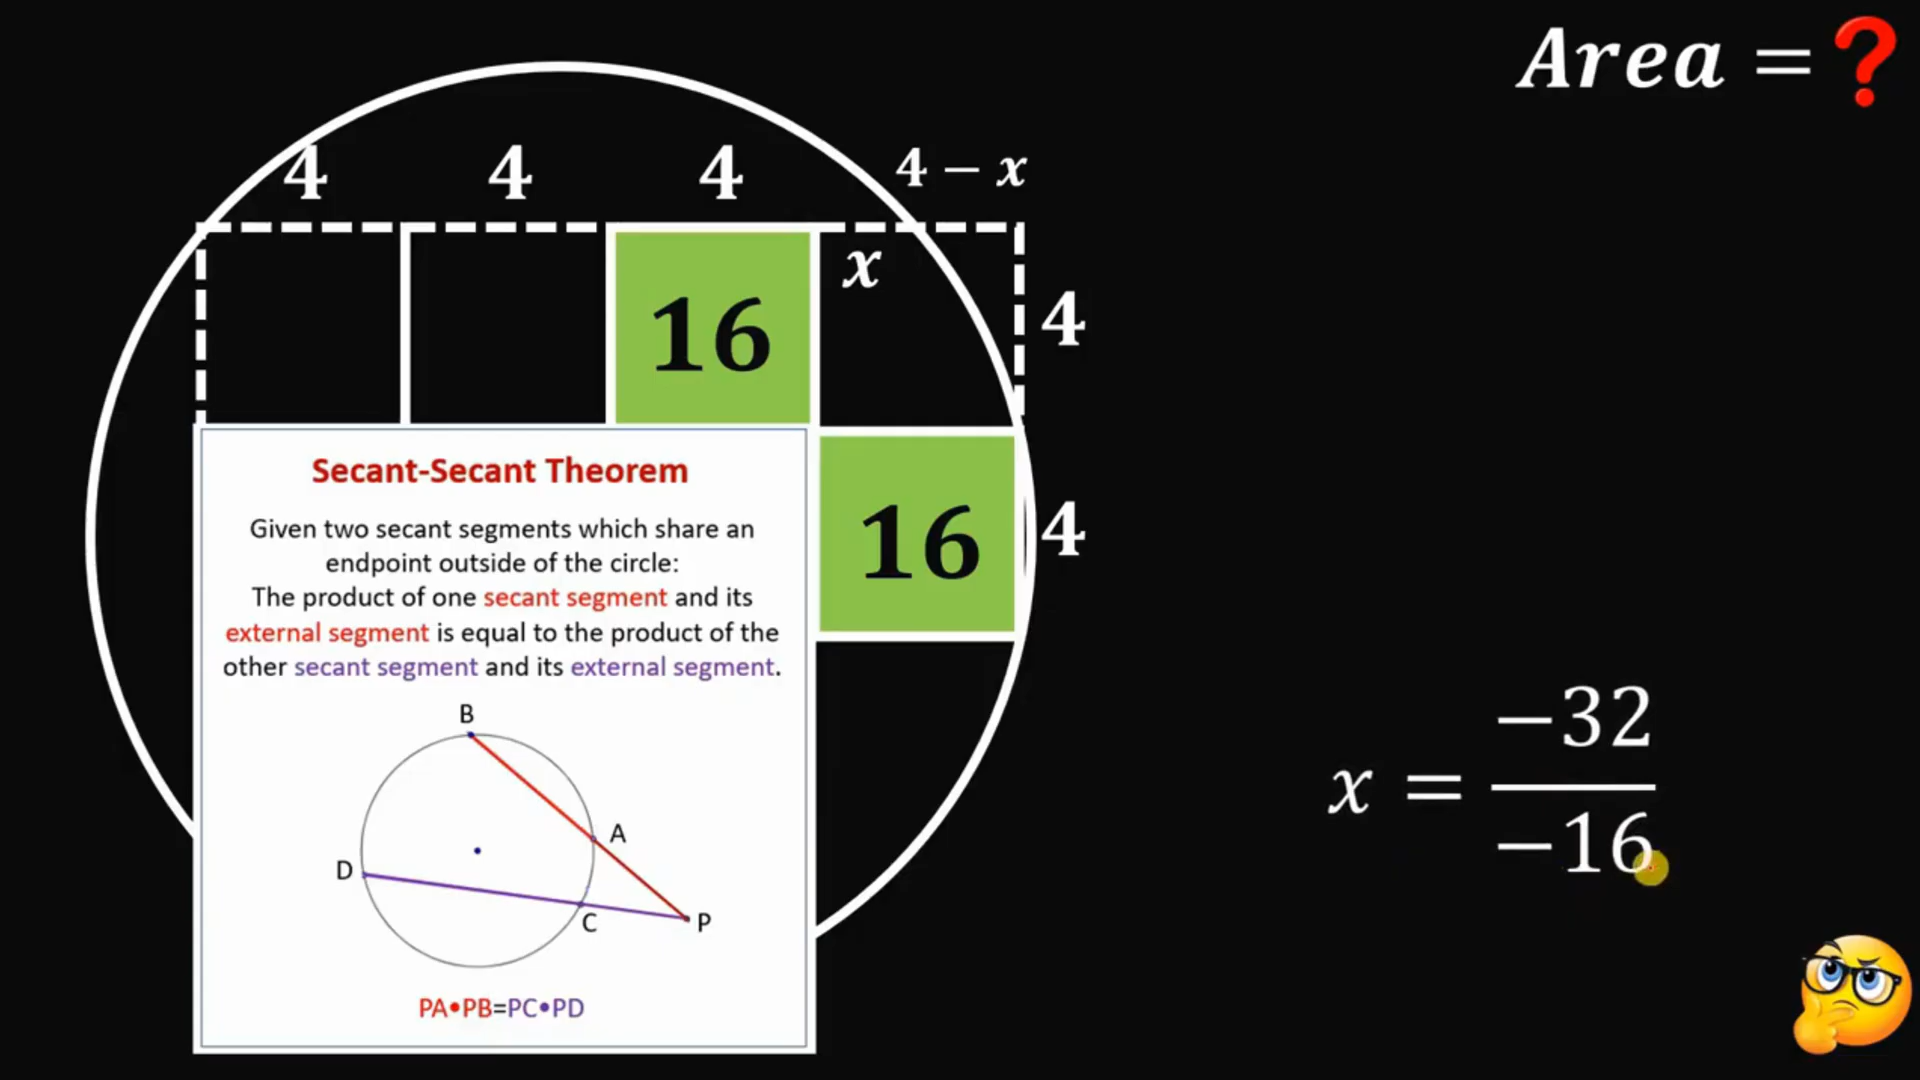 Area = ❓
4 4 4 4 − x
x
16
4
16
4
Secant-Secant Theorem
Given two secant segments which share an
endpoint outside of the circle:
The product of one secant segment and its
external segment is equal to the product of the
other secant segment and its external segment.
B
A
D
C
P
PA•PB=PC•PD
x = −32/−16